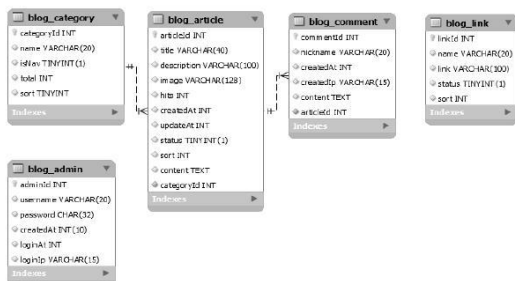 blog_category
categoryId INT
name VARCHAR(20)
isNav TINYINT(1)
total INT
sort TINYINT
Indexes
blog_article
articleId INT
title VARCHAR(40)
description VARCHAR(100)
image VARCHAR(128)
hits INT
createdAt INT
updateAt INT
status TINYINT(1)
sort INT
content TEXT
categoryId INT
Indexes
blog_comment
commentId INT
nickname VARCHAR(20)
createdAt INT
createdIp VARCHAR(15)
content TEXT
articleId INT
Indexes
blog_link
linkId INT
name VARCHAR(20)
link VARCHAR(100)
status TINYINT(1)
sort INT
Indexes
blog_admin
adminId INT
username VARCHAR(20)
password CHAR(32)
createdAt INT(10)
loginAt INT
loginIp VARCHAR(15)
Indexes